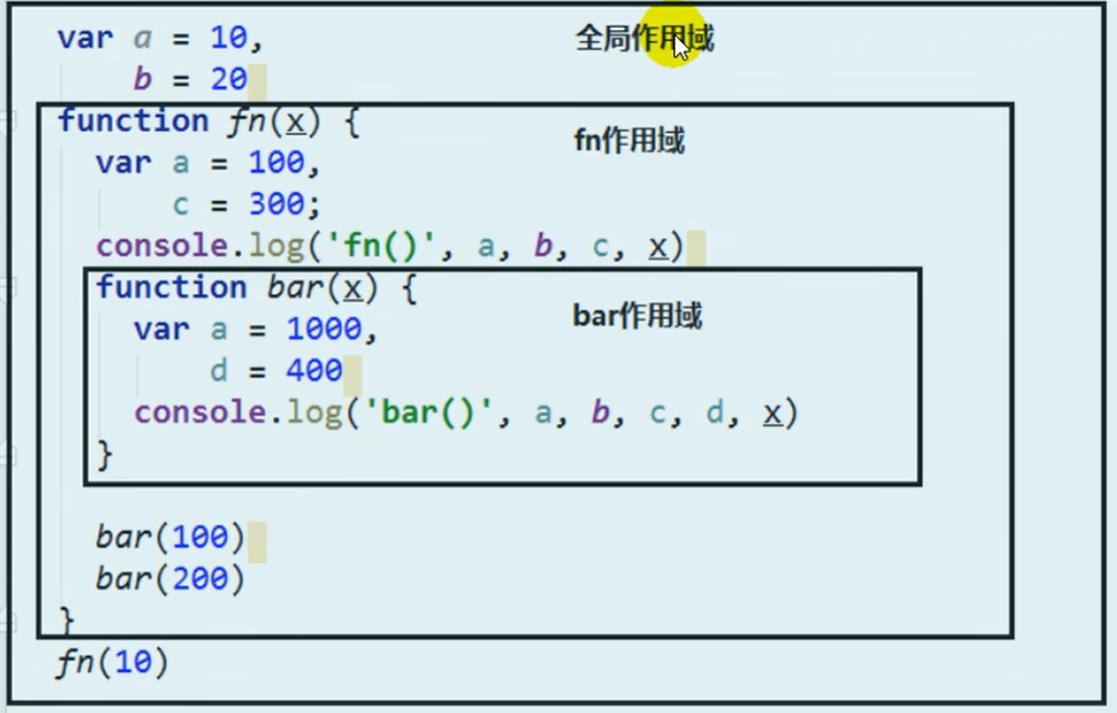 var a = 10, 全局作用域
b = 20
function fn(x) { fn作用域
var a = 100,
c = 300;
console.log('fn()', a, b, c, x)
function bar(x) { bar作用域
var a = 1000,
d = 400
console.log('bar()', a, b, c, d, x)
}
bar(100)
bar(200)
}
fn(10)